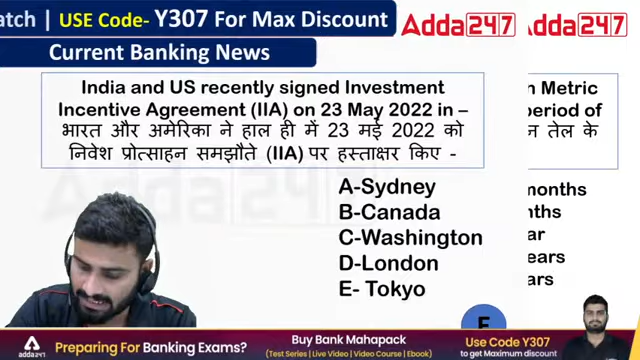 atch | USE Code- Y307 For Max Discount
Adda247
Adda247
Current Banking News
India and US recently signed Investment
Incentive Agreement (IIA) on 23 May 2022 in –
भारत और अमेरिका ने हाल ही में 23 मई 2022 को
निवेश प्रोत्साहन समझौते (IIA) पर हस्ताक्षर किए -
n Metric
period of
न तेल के
A-Sydney
B-Canada
C-Washington
D-London
E- Tokyo
months
nths
ar
ears
ars
E
adda247
Preparing For Banking Exams?
Buy Bank Mahapack
(Test Series | Live Video | Video Course | Ebook)
Use Code Y307
to get Maximum discount